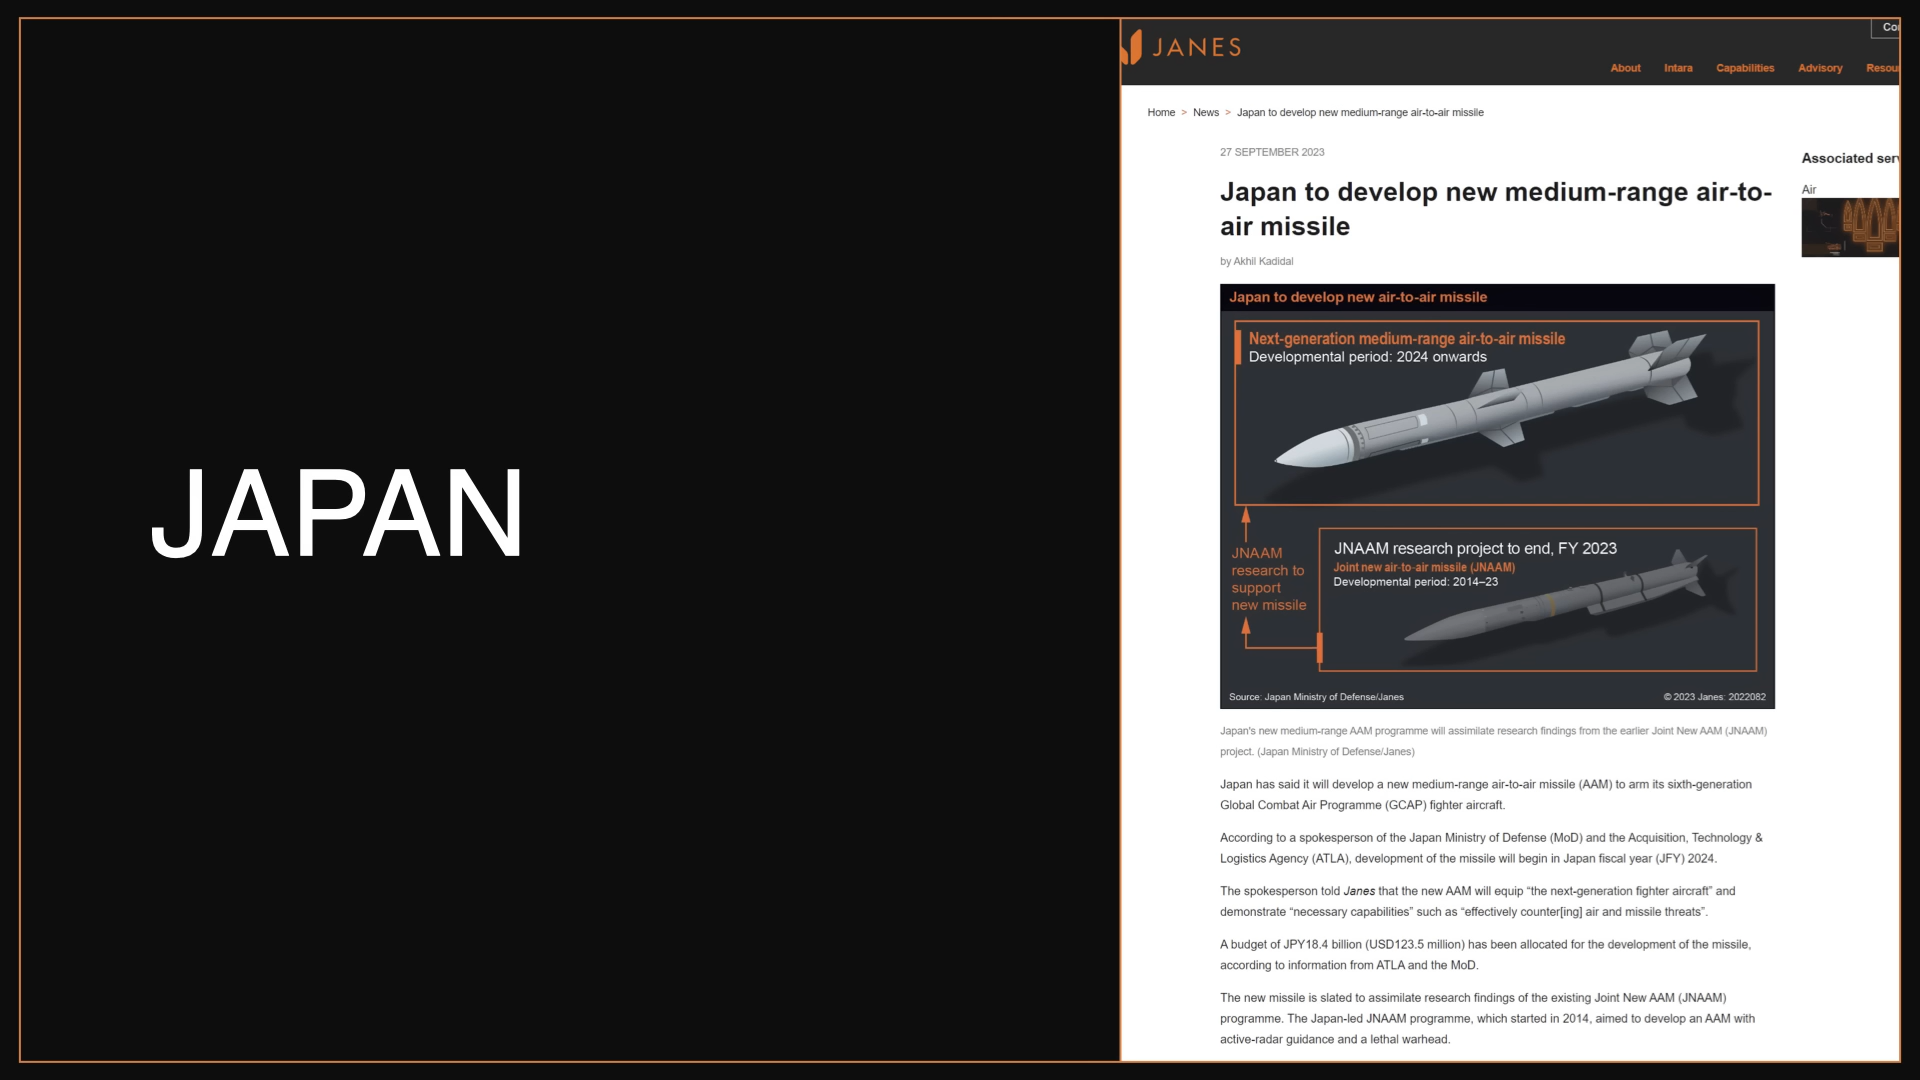 JAPAN
JANES
About Intara Capabilities Advisory
Home > News > Japan to develop new medium-range air-to-air missile
27 SEPTEMBER 2023
Japan to develop new medium-range air-to-
air missile
by Akhil Kadidal
Japan to develop new air-to-air missile
Next-generation medium-range air-to-air missile
Developmental period: 2024 onwards
JNAAM
research to
support
new missile
JNAAM research project to end, FY 2023
Joint new air-to-air missile (JNAAM)
Developmental period: 2014–23
Source: Japan Ministry of Defense/Janes
© 2023 Janes: 2022082
Japan's new medium-range AAM programme will assimilate research findings from the earlier Joint New AAM (JNAAM)
project. (Japan Ministry of Defense/Janes)
Japan has said it will develop a new medium-range air-to-air missile (AAM) to arm its sixth-generation
Global Combat Air Programme (GCAP) fighter aircraft.
According to a spokesperson of the Japan Ministry of Defense (MoD) and the Acquisition, Technology &
Logistics Agency (ATLA), development of the missile will begin in Japan fiscal year (JFY) 2024.
The spokesperson told Janes that the new AAM will equip “the next-generation fighter aircraft” and
demonstrate “necessary capabilities” such as “effectively counter[ing] air and missile threats”.
A budget of JPY18.4 billion (USD123.5 million) has been allocated for the development of the missile,
according to information from ATLA and the MoD.
The new missile is slated to assimilate research findings of the existing Joint New AAM (JNAAM)
programme. The Japan-led JNAAM programme, which started in 2014, aimed to develop an AAM with
active-radar guidance and a lethal warhead.
Associated
Air